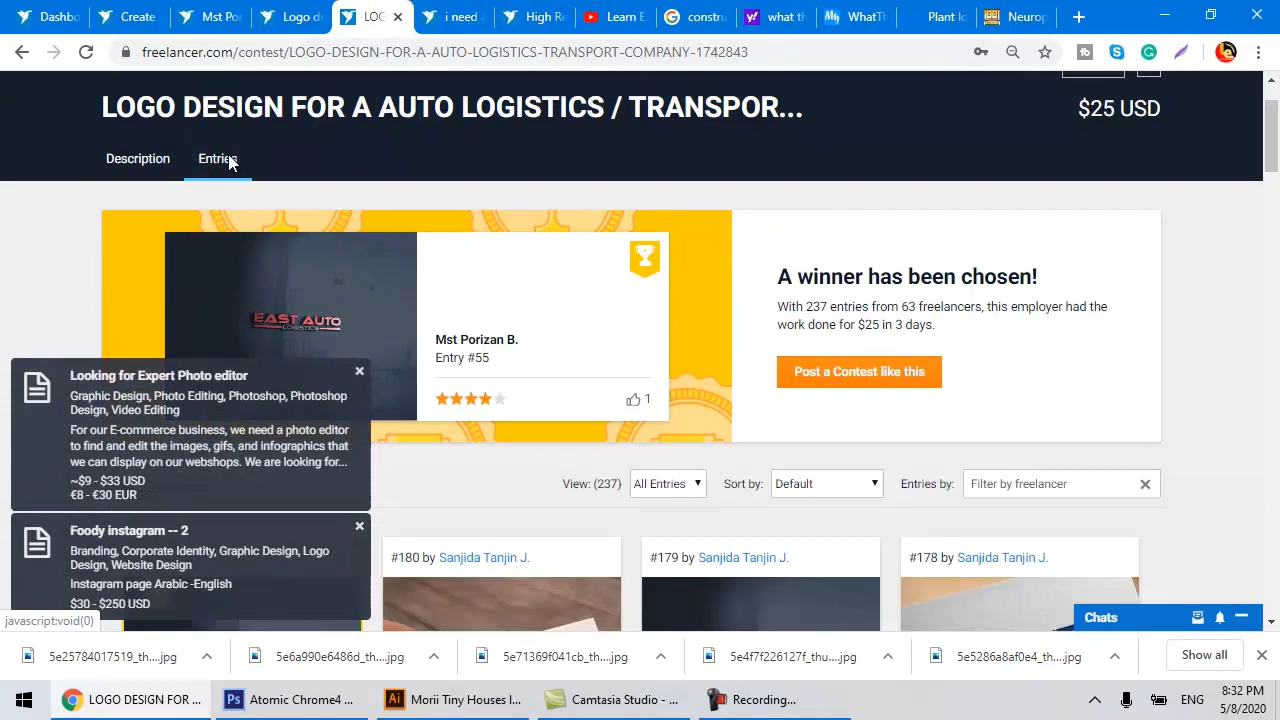 Dashbo
Create
Mst Por
Logo d
LOG
i need a
High Re
Learn E
constru
what th
WhatTh
Plant lo
Neurop
freelancer.com/contest/LOGO-DESIGN-FOR-A-AUTO-LOGISTICS-TRANSPORT-COMPANY-1742843
LOGO DESIGN FOR A AUTO LOGISTICS / TRANSPOR...
$25 USD
Description
Entries
EAST AUTO
LOGISTICS
Mst Porizan B.
Entry #55
1
A winner has been chosen!
With 237 entries from 63 freelancers, this employer had the
work done for $25 in 3 days.
Post a Contest like this
Looking for Expert Photo editor
Graphic Design, Photo Editing, Photoshop, Photoshop
Design, Video Editing
For our E-commerce business, we need a photo editor
to find and edit the images, gifs, and infographics that
we can display on our webshops. We are looking for...
~$9 - $33 USD
€8 - €30 EUR
View: (237)
All Entries
Sort by:
Default
Entries by:
Filter by freelancer
Foody instagram -- 2
Branding, Corporate Identity, Graphic Design, Logo
Design, Website Design
Instagram page Arabic -English
$30 - $250 USD
#180 by Sanjida Tanjin J.
#179 by Sanjida Tanjin J.
#178 by Sanjida Tanjin J.
javascript:void(0)
Chats
5e25784017519_th....jpg
5e6a990e6486d_th....jpg
5e71369f041cb_th....jpg
5e4f7f226127f_thu....jpg
5e5286a8af0e4_th....jpg
Show all
LOGO DESIGN FOR ...
Ps
Atomic Chrome4 ...
Ai
Morii Tiny Houses I...
Camtasia Studio - ...
Recording...
ENG
8:32 PM
5/8/2020